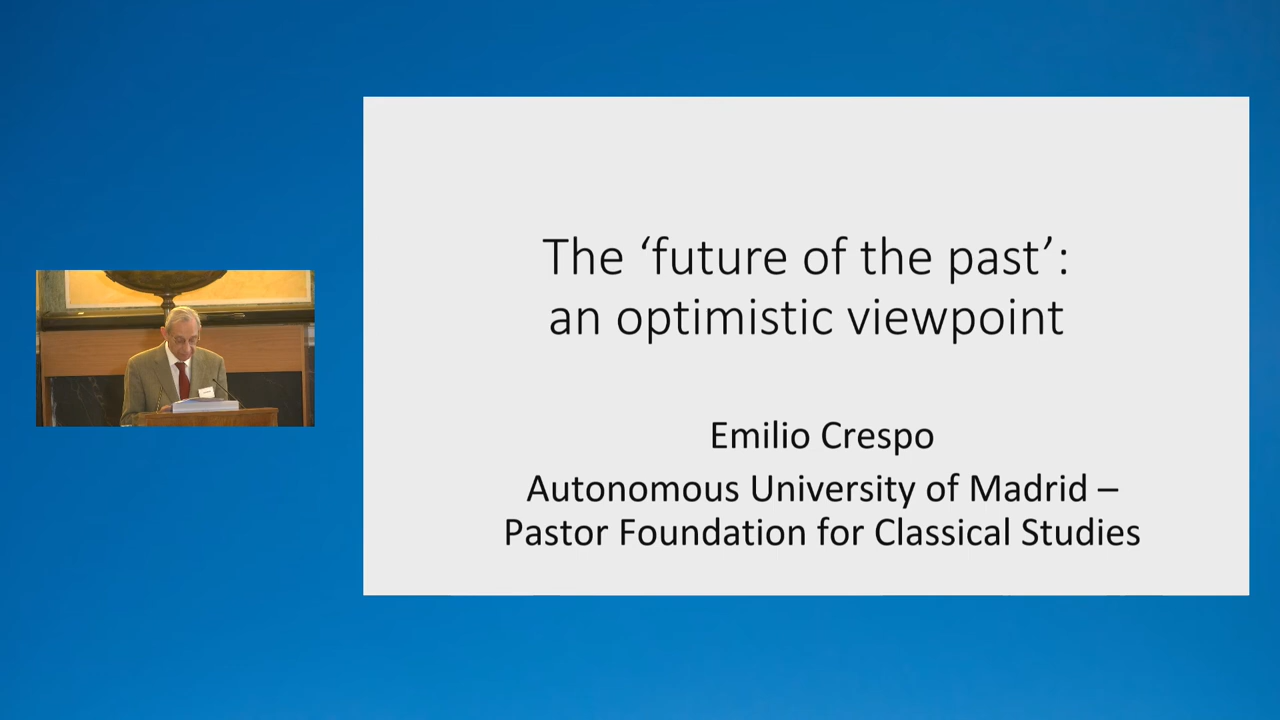 The ‘future of the past’:
an optimistic viewpoint
Emilio Crespo
Autonomous University of Madrid –
Pastor Foundation for Classical Studies